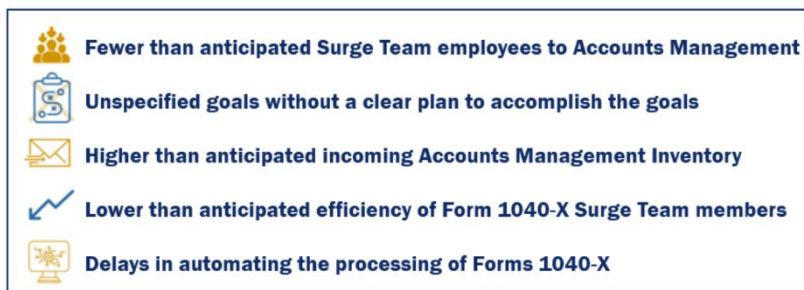 Fewer than anticipated Surge Team employees to Accounts Management
Unspecified goals without a clear plan to accomplish the goals
Higher than anticipated incoming Accounts Management Inventory
Lower than anticipated efficiency of Form 1040-X Surge Team members
Delays in automating the processing of Forms 1040-X